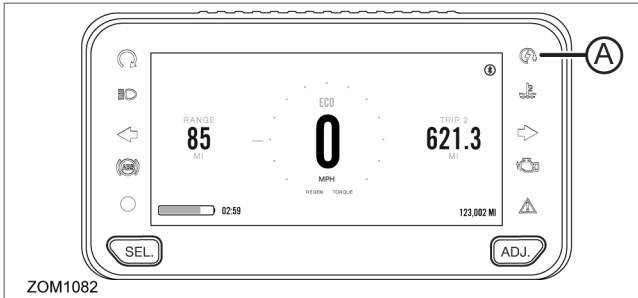 A
ABS
ECO
RANGE
85
MI
0
TRIP 2
621.3
MI
MPH
REGEN TORQUE
02:59
123,002 MI
SEL.
ADJ.
ZOM1082